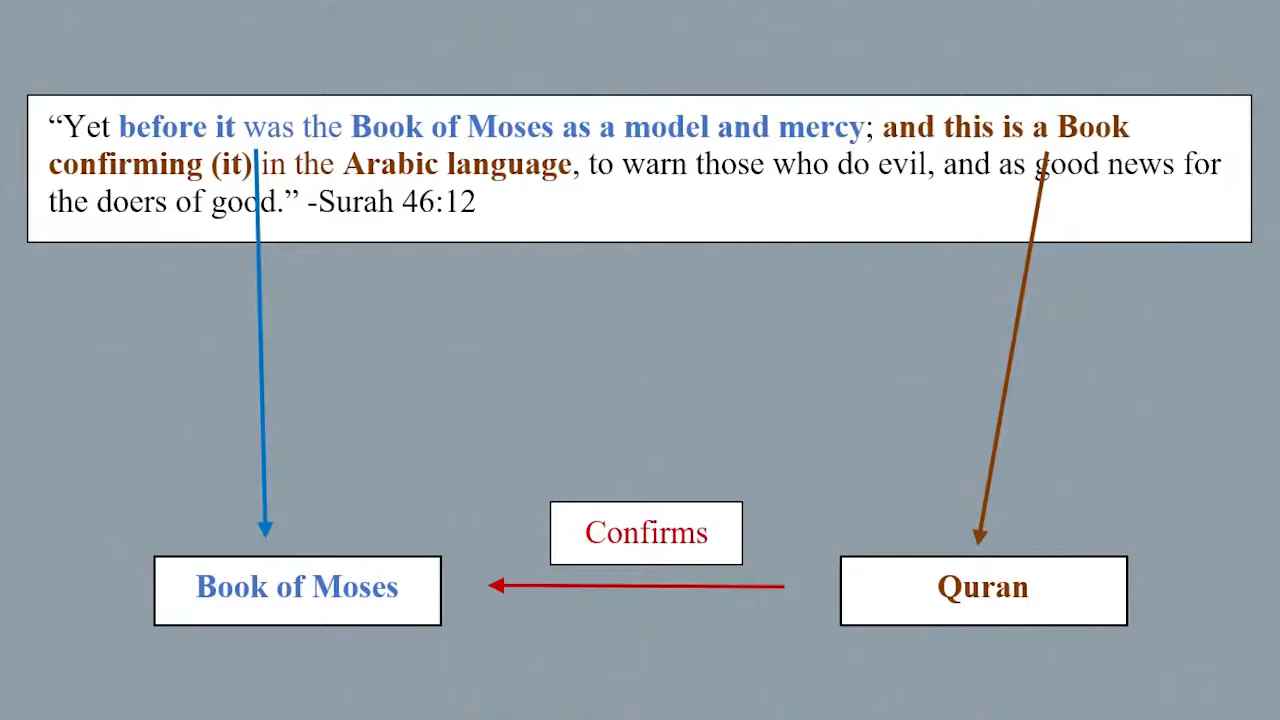 “Yet before it was the Book of Moses as a model and mercy; and this is a Book
confirming (it) in the Arabic language, to warn those who do evil, and as good news for
the doers of good.” -Surah 46:12
Confirms
Book of Moses
Quran